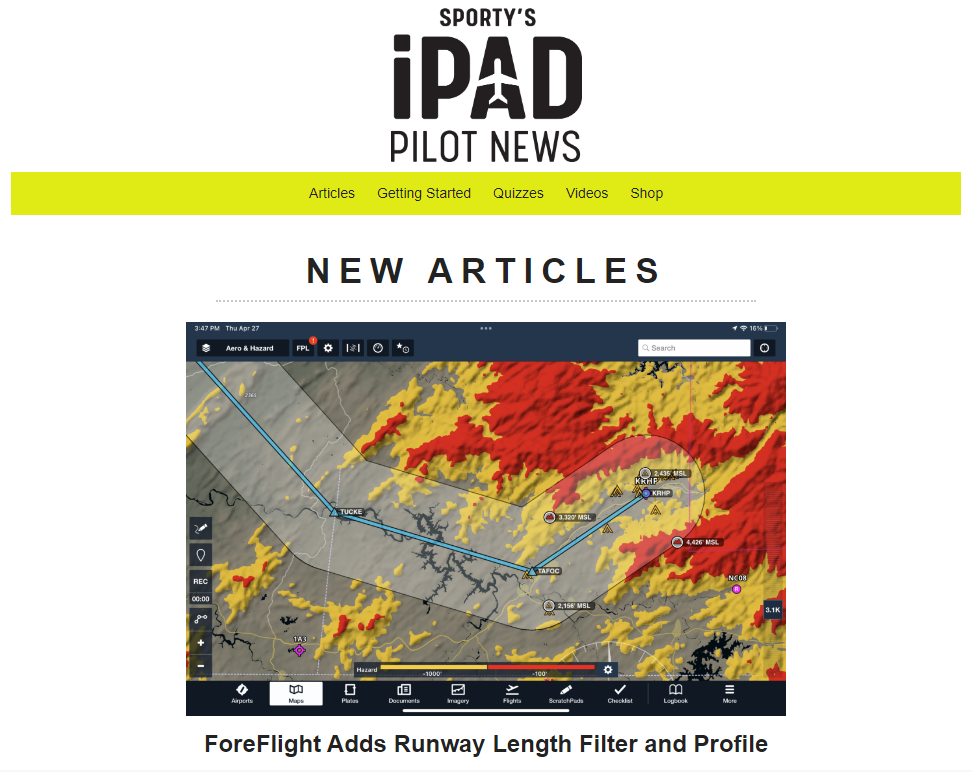 SPORTY'S
iPAD
PILOT NEWS
Articles Getting Started Quizzes Videos Shop
NEW ARTICLES
3:47 PM Thu Apr 27
16%
Aero & Hazard FPL Search
2,435' MSL
KRHP
KRHP
TUCKE
3,320' MSL
4,426' MSL
TAFOC
REC
NC08
00:00
2,156' MSL
3.1K
1A3
Hazard -1000' -100'
Airports Maps Plates Documents Imagery Flights ScratchPads Checklist Logbook More
ForeFlight Adds Runway Length Filter and Profile